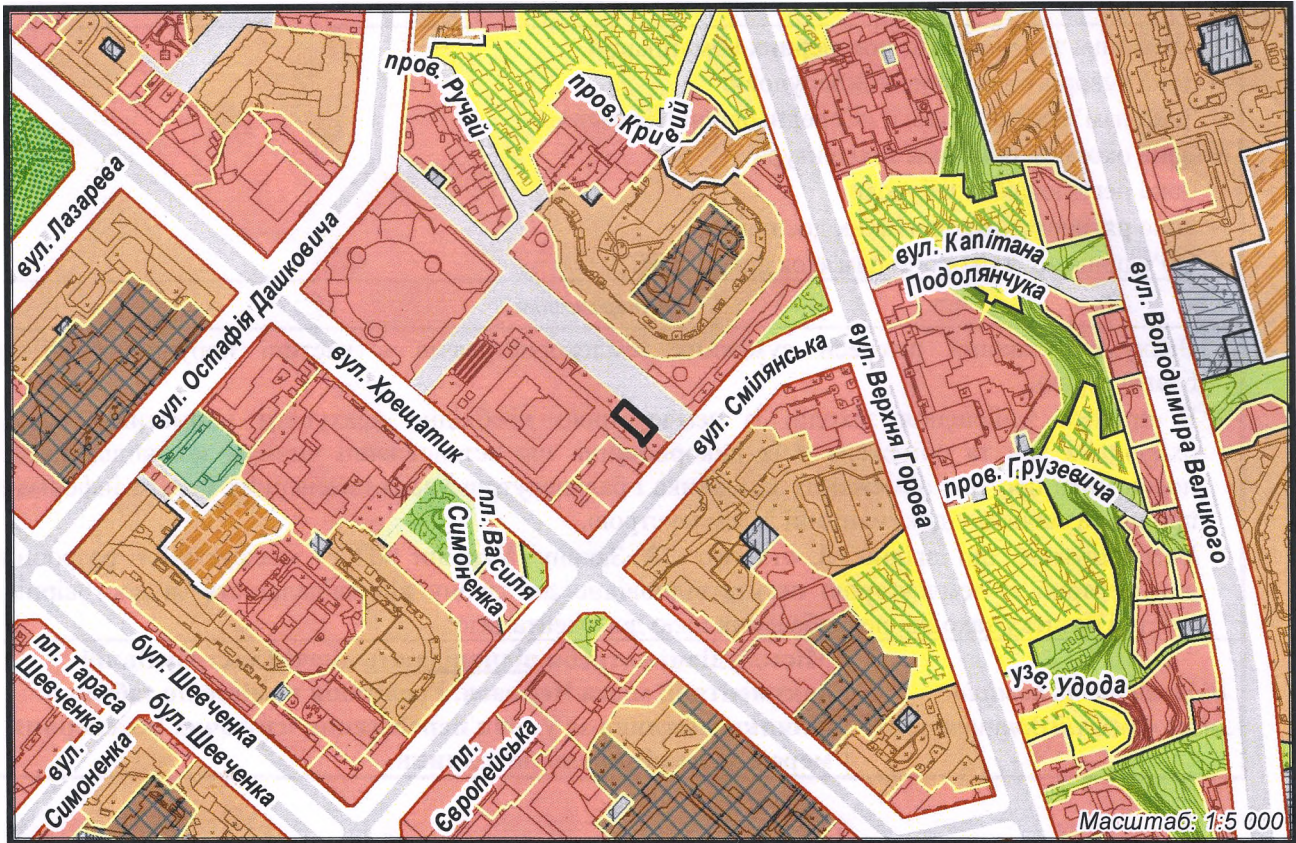 пров. Ручай
пров. Кривий
вул. Лазарева
вул. Остафія Дашковича
вул. Капітана
Подолянчука
вул. Хрещатик
вул. Смілянська
вул. Верхня Горова
вул. Володимира Великого
пров. Грузевича
пл. Василя
Симоненка
узв. Удода
бул. Шевченка
бул. Шевченка
пл. Тараса
Шевченка
вул.
Симоненка
пл.
Європейська
Масштаб: 1:5 000